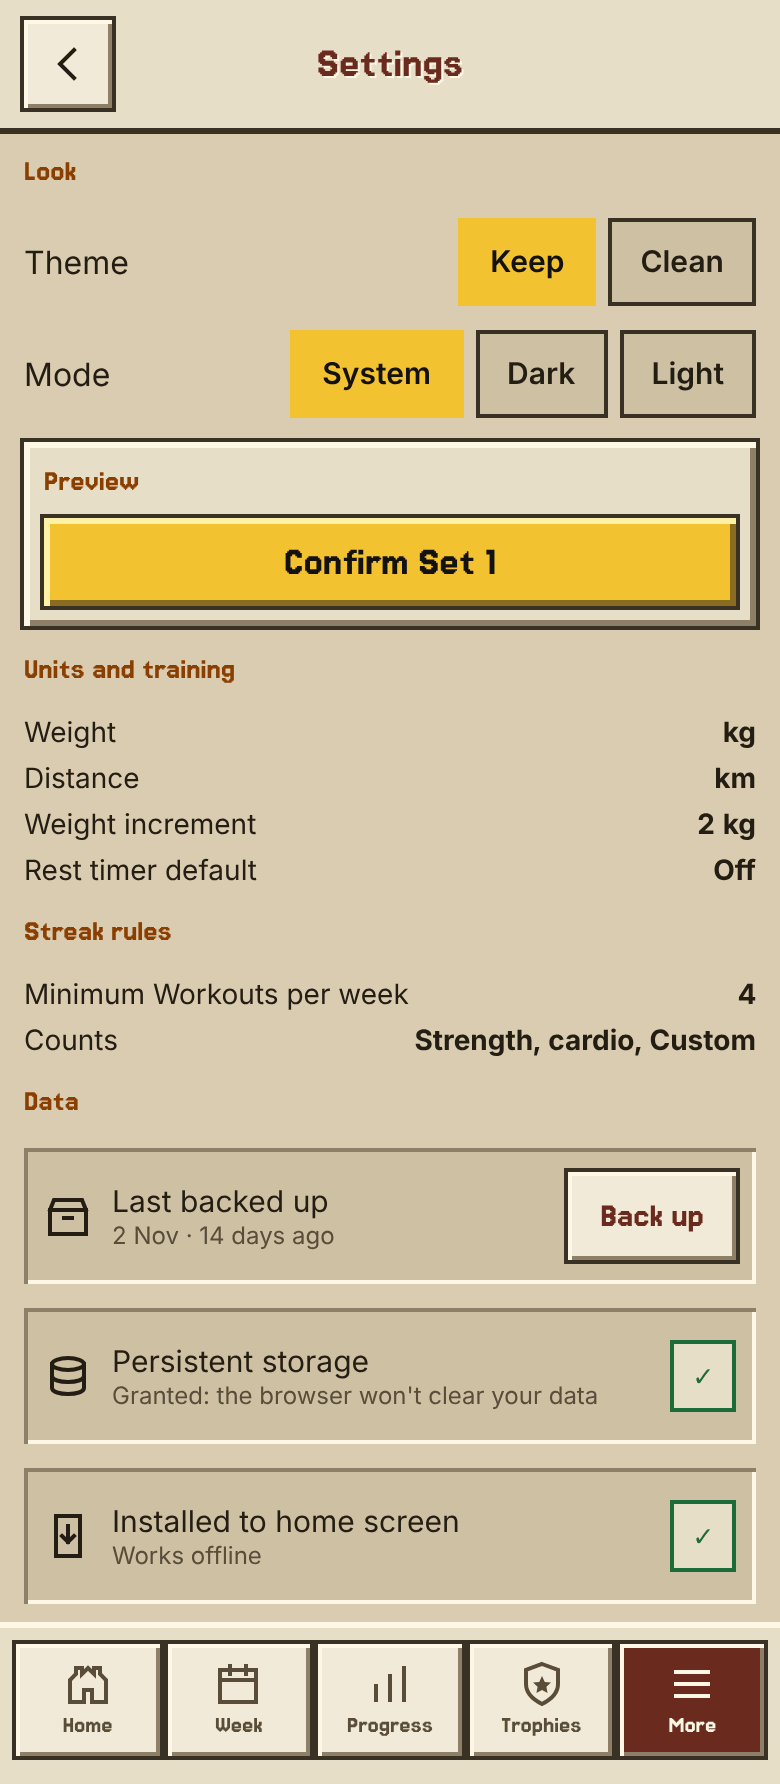 Settings
Look
Theme Keep Clean
Mode System Dark Light
Preview
Confirm Set 1
Units and training
Weight kg
Distance km
Weight increment 2 kg
Rest timer default Off
Streak rules
Minimum Workouts per week 4
Counts Strength, cardio, Custom
Data
Last backed up
2 Nov · 14 days ago
Back up
Persistent storage
Granted: the browser won't clear your data
✓
Installed to home screen
Works offline
✓
Home Week Progress Trophies More